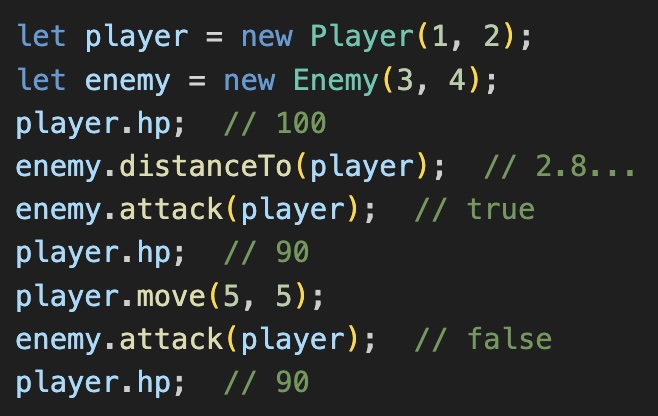 let player = new Player(1, 2);
let enemy = new Enemy(3, 4);
player.hp;  // 100
enemy.distanceTo(player);  // 2.8...
enemy.attack(player);  // true
player.hp;  // 90
player.move(5, 5);
enemy.attack(player);  // false
player.hp;  // 90